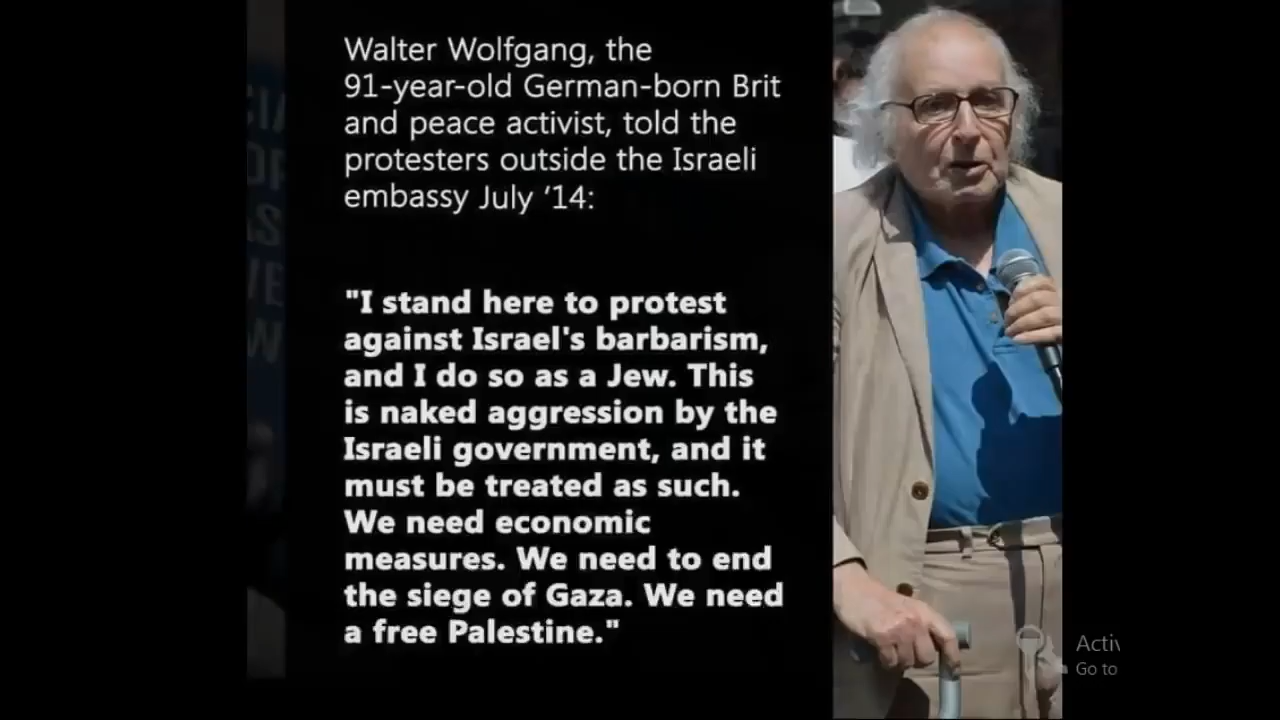 Walter Wolfgang, the
91-year-old German-born Brit
and peace activist, told the
protesters outside the Israeli
embassy July '14:
"I stand here to protest
against Israel's barbarism,
and I do so as a Jew. This
is naked aggression by the
Israeli government, and it
must be treated as such.
We need economic
measures. We need to end
the siege of Gaza. We need
a free Palestine."
Go to